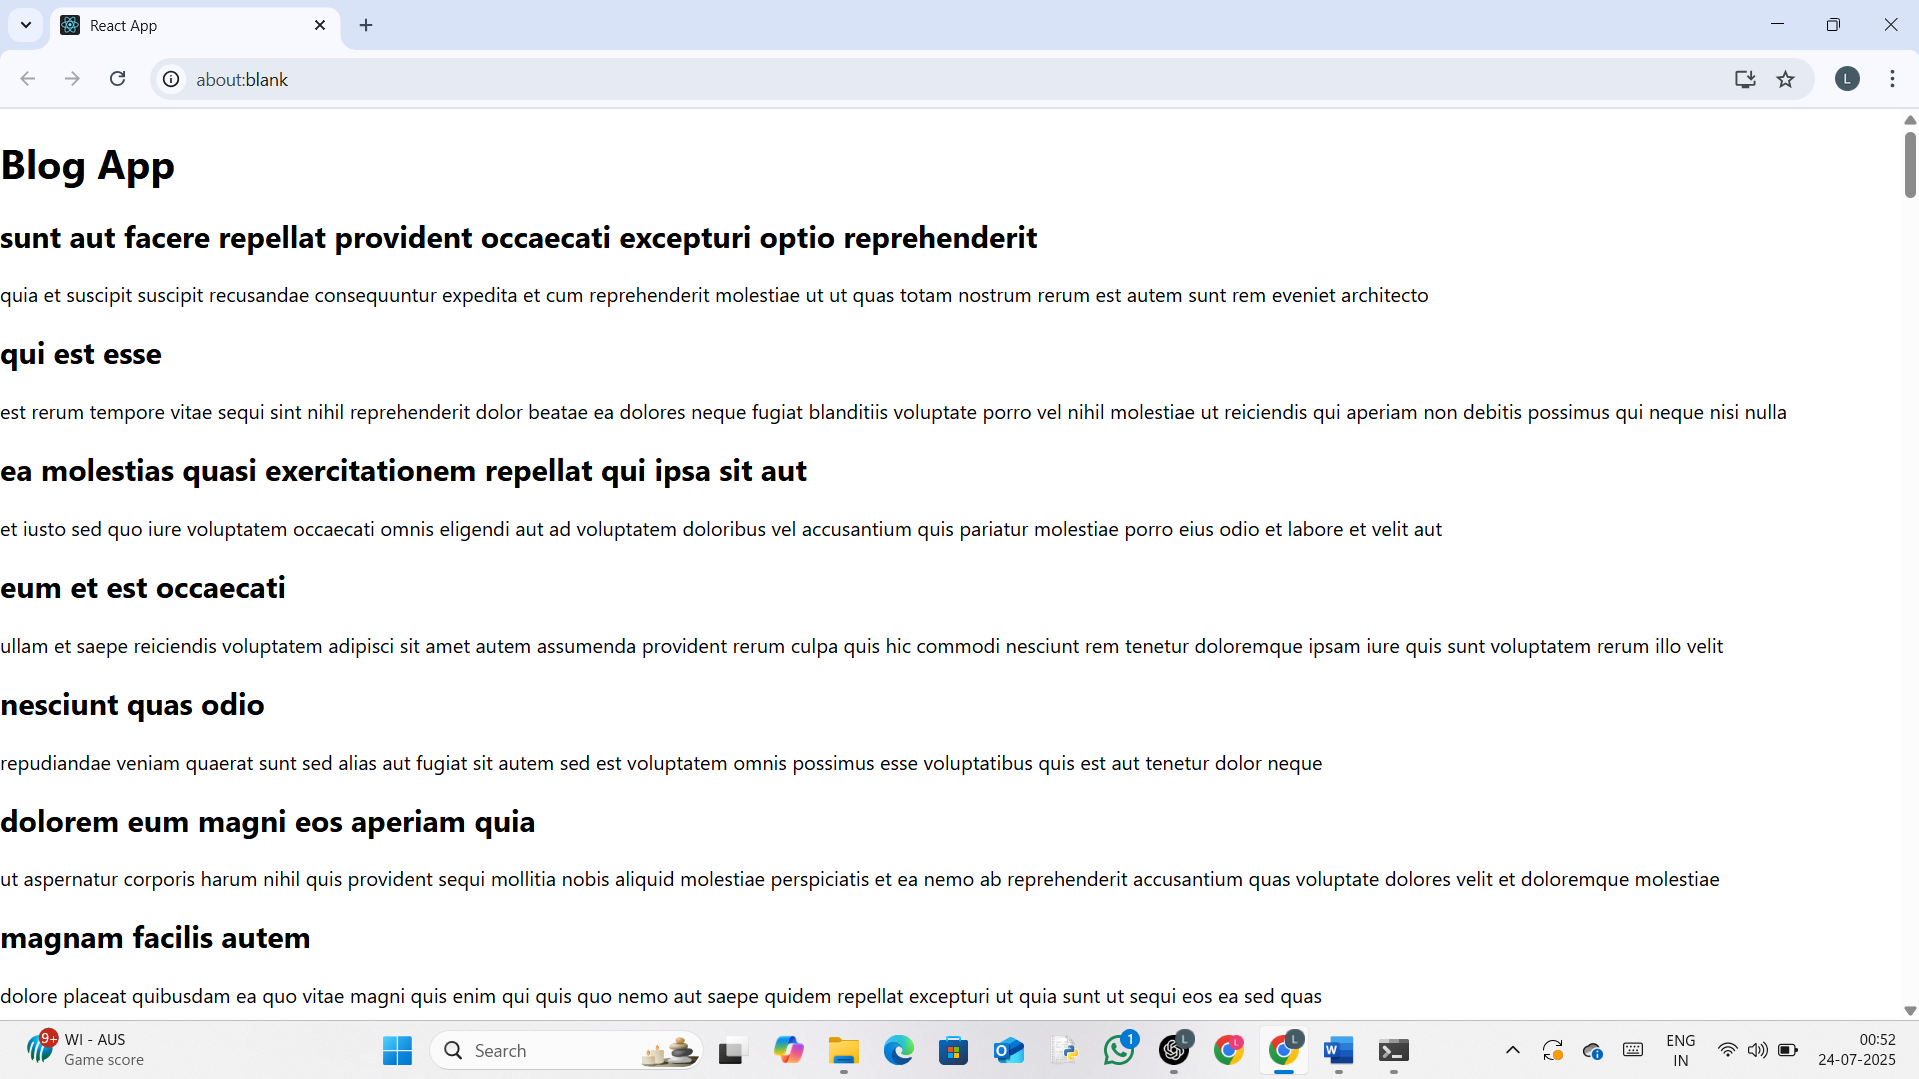 React App
about:blank
L
Blog App
sunt aut facere repellat provident occaecati excepturi optio reprehenderit
quia et suscipit suscipit recusandae consequuntur expedita et cum reprehenderit molestiae ut ut quas totam nostrum rerum est autem sunt rem eveniet architecto
qui est esse
est rerum tempore vitae sequi sint nihil reprehenderit dolor beatae ea dolores neque fugiat blanditiis voluptate porro vel nihil molestiae ut reiciendis qui aperiam non debitis possimus qui neque nisi nulla
ea molestias quasi exercitationem repellat qui ipsa sit aut
et iusto sed quo iure voluptatem occaecati omnis eligendi aut ad voluptatem doloribus vel accusantium quis pariatur molestiae porro eius odio et labore et velit aut
eum et est occaecati
ullam et saepe reiciendis voluptatem adipisci sit amet autem assumenda provident rerum culpa quis hic commodi nesciunt rem tenetur doloremque ipsam iure quis sunt voluptatem rerum illo velit
nesciunt quas odio
repudiandae veniam quaerat sunt sed alias aut fugiat sit autem sed est voluptatem omnis possimus esse voluptatibus quis est aut tenetur dolor neque
dolorem eum magni eos aperiam quia
ut aspernatur corporis harum nihil quis provident sequi mollitia nobis aliquid molestiae perspiciatis et ea nemo ab reprehenderit accusantium quas voluptate dolores velit et doloremque molestiae
magnam facilis autem
dolore placeat quibusdam ea quo vitae magni quis enim qui quis quo nemo aut saepe quidem repellat excepturi ut quia sunt ut sequi eos ea sed quas
9+
WI - AUS
Game score
Search
1
L
L
L
ENG
IN
00:52
24-07-2025